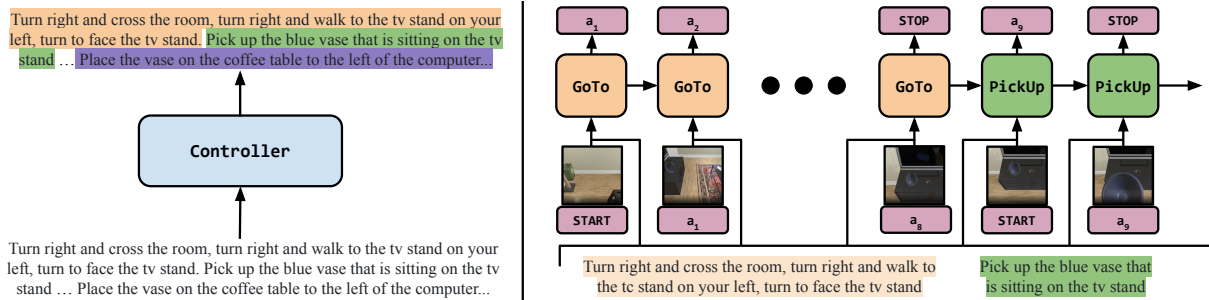 Turn right and cross the room, turn right and walk to the tv stand on your
left, turn to face the tv stand. Pick up the blue vase that is sitting on the tv
stand … Place the vase on the coffee table to the left of the computer...
Controller
Turn right and cross the room, turn right and walk to the tv stand on your
left, turn to face the tv stand. Pick up the blue vase that is sitting on the tv
stand … Place the vase on the coffee table to the left of the computer...
a₁ a₂ STOP a₉ STOP
GoTo GoTo GoTo PickUp PickUp
START a₁ a₈ START a₉
Turn right and cross the room, turn right and walk to
the tc stand on your left, turn to face the tv stand
Pick up the blue vase that
is sitting on the tv stand